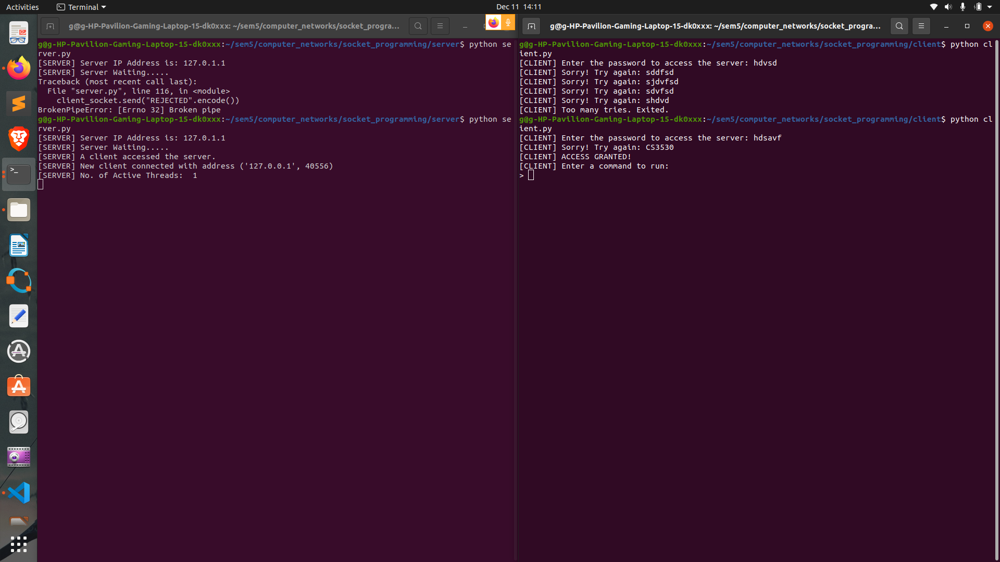 Activities
Terminal
Dec 11 14:11
g@g-HP-Pavilion-Gaming-Laptop-15-dk0xxx: ~/sem5/computer_networks/socket_progra...
g@g-HP-Pavilion-Gaming-Laptop-15-dk0xxx:~/sem5/computer_networks/socket_programming/server$ python se
rver.py
[SERVER] Server IP Address is: 127.0.1.1
[SERVER] Server Waiting.....
Traceback (most recent call last):
  File "server.py", line 116, in <module>
    client_socket.send("REJECTED".encode())
BrokenPipeError: [Errno 32] Broken pipe
g@g-HP-Pavilion-Gaming-Laptop-15-dk0xxx:~/sem5/computer_networks/socket_programming/server$ python se
rver.py
[SERVER] Server IP Address is: 127.0.1.1
[SERVER] Server Waiting.....
[SERVER] A client accessed the server.
[SERVER] New client connected with address ('127.0.0.1', 40556)
[SERVER] No. of Active Threads:  1
g@g-HP-Pavilion-Gaming-Laptop-15-dk0xxx: ~/sem5/computer_networks/socket_progra...
g@g-HP-Pavilion-Gaming-Laptop-15-dk0xxx:~/sem5/computer_networks/socket_programming/client$ python cl
ient.py
[CLIENT] Enter the password to access the server: hdvsd
[CLIENT] Sorry! Try again: sddfsd
[CLIENT] Sorry! Try again: sjdvfsd
[CLIENT] Sorry! Try again: sdvfsd
[CLIENT] Sorry! Try again: shdvd
[CLIENT] Too many tries. Exited.
g@g-HP-Pavilion-Gaming-Laptop-15-dk0xxx:~/sem5/computer_networks/socket_programming/client$ python cl
ient.py
[CLIENT] Enter the password to access the server: hdsavf
[CLIENT] Sorry! Try again: CS3530
[CLIENT] ACCESS GRANTED!
[CLIENT] Enter a command to run:
>